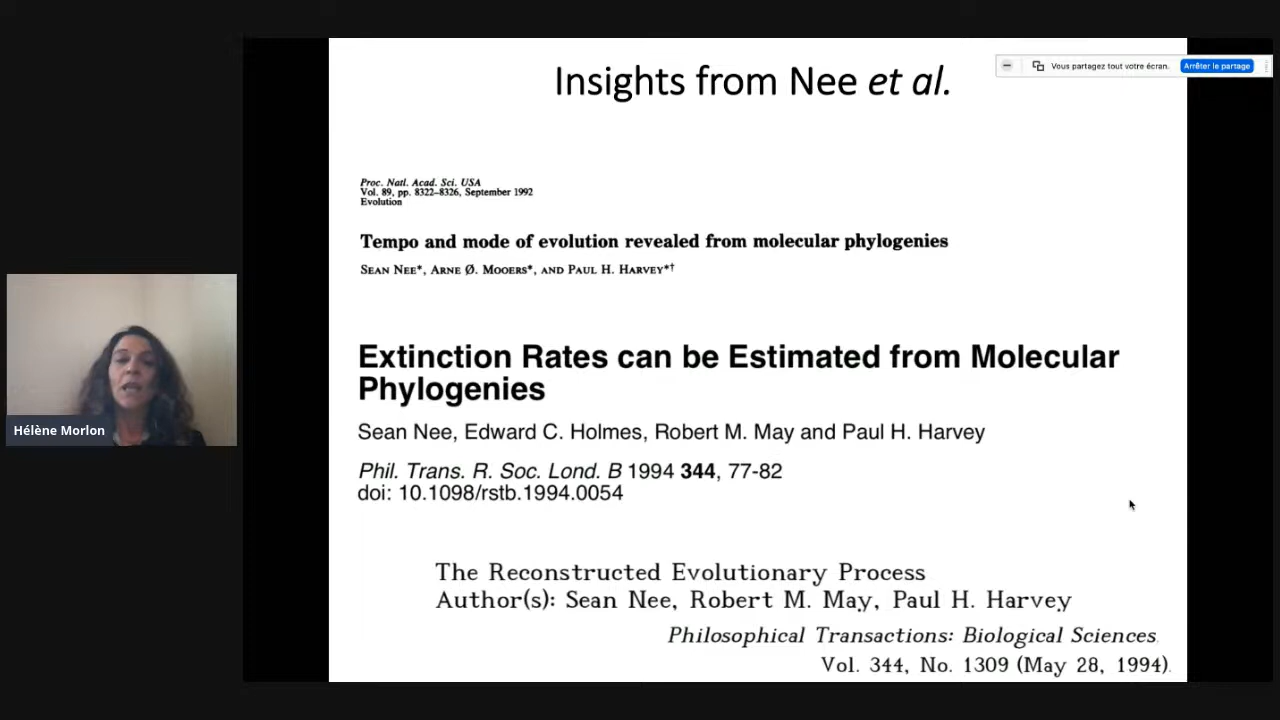 Insights from Nee et al.
Vous partagez tout votre écran.
Arrêter le partage
Proc. Natl. Acad. Sci. USA
Vol. 89, pp. 8322-8326, September 1992
Evolution
Tempo and mode of evolution revealed from molecular phylogenies
SEAN NEE*, ARNE Ø. MOOERS*, AND PAUL H. HARVEY*†
Extinction Rates can be Estimated from Molecular
Phylogenies
Sean Nee, Edward C. Holmes, Robert M. May and Paul H. Harvey
Phil. Trans. R. Soc. Lond. B 1994 344, 77-82
doi: 10.1098/rstb.1994.0054
Hélène Morlon
The Reconstructed Evolutionary Process
Author(s): Sean Nee, Robert M. May, Paul H. Harvey
Philosophical Transactions: Biological Sciences
Vol. 344, No. 1309 (May 28, 1994).